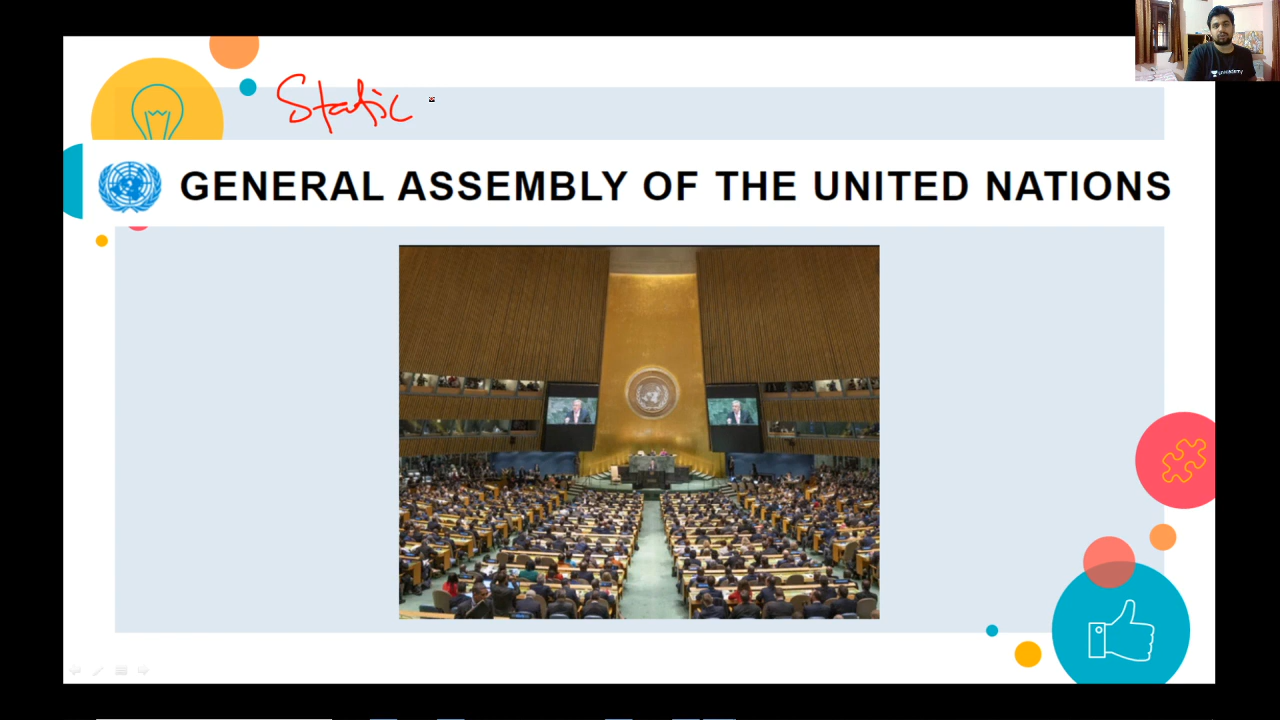 Static
GENERAL ASSEMBLY OF THE UNITED NATIONS